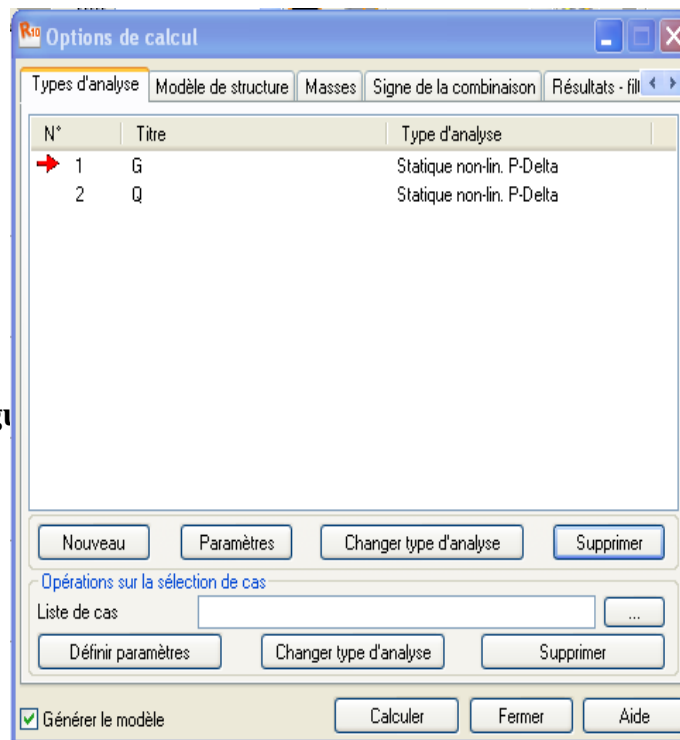 R10 Options de calcul
Types d'analyse Modèle de structure Masses Signe de la combinaison Résultats - filt
N° Titre Type d'analyse
1 G Statique non-lin. P-Delta
2 Q Statique non-lin. P-Delta
Nouveau Paramètres Changer type d'analyse Supprimer
Opérations sur la sélection de cas
Liste de cas ...
Définir paramètres Changer type d'analyse Supprimer
Générer le modèle Calculer Fermer Aide